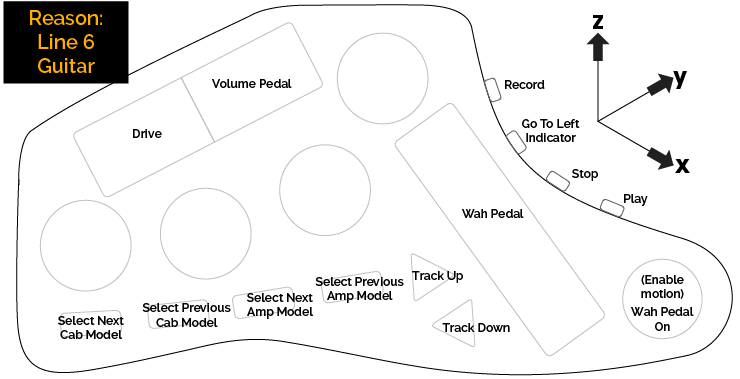 Reason:
Line 6
Guitar
z
y
x
Volume Pedal
Drive
Record
Go To Left
Indicator
Stop
Play
Wah Pedal
Track Up
Track Down
Select Previous
Amp Model
Select Next
Amp Model
Select Previous
Cab Model
Select Next
Cab Model
(Enable
motion)
Wah Pedal
On